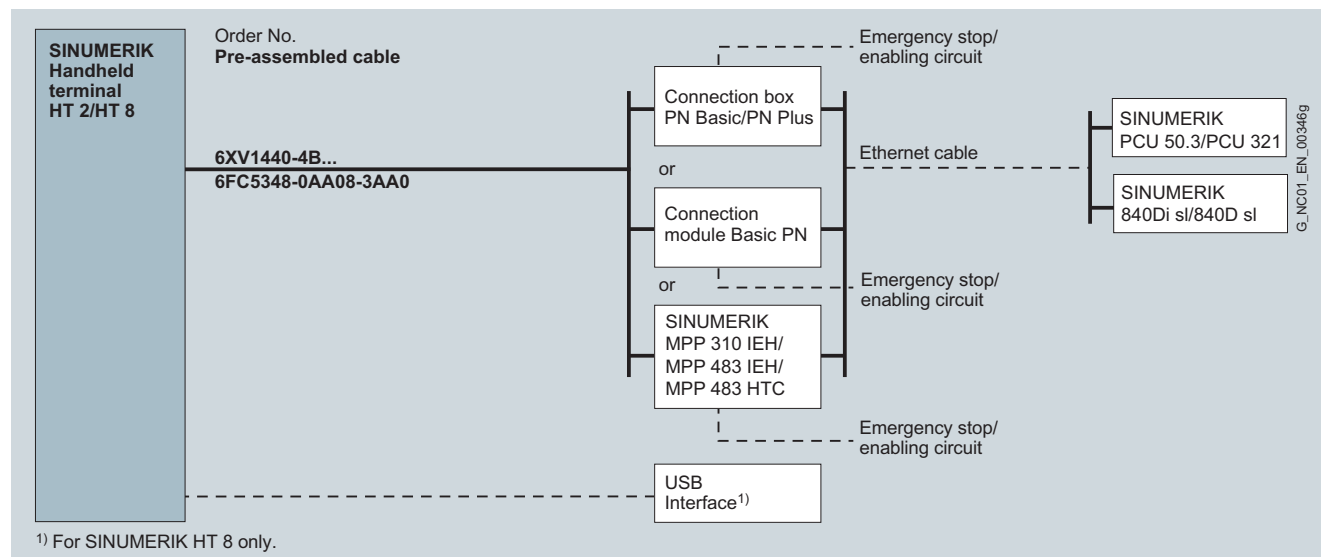 SINUMERIK
Handheld
terminal
HT 2/HT 8
Order No.
Pre-assembled cable
6XV1440-4B...
6FC5348-0AA08-3AA0
Emergency stop/
enabling circuit
Connection box
PN Basic/PN Plus
or
Connection
module Basic PN
Emergency stop/
enabling circuit
or
SINUMERIK
MPP 310 IEH/
MPP 483 IEH/
MPP 483 HTC
Emergency stop/
enabling circuit
Ethernet cable
SINUMERIK
PCU 50.3/PCU 321
SINUMERIK
840Di sl/840D sl
G_NC01_EN_00346g
USB
Interface1)
1) For SINUMERIK HT 8 only.